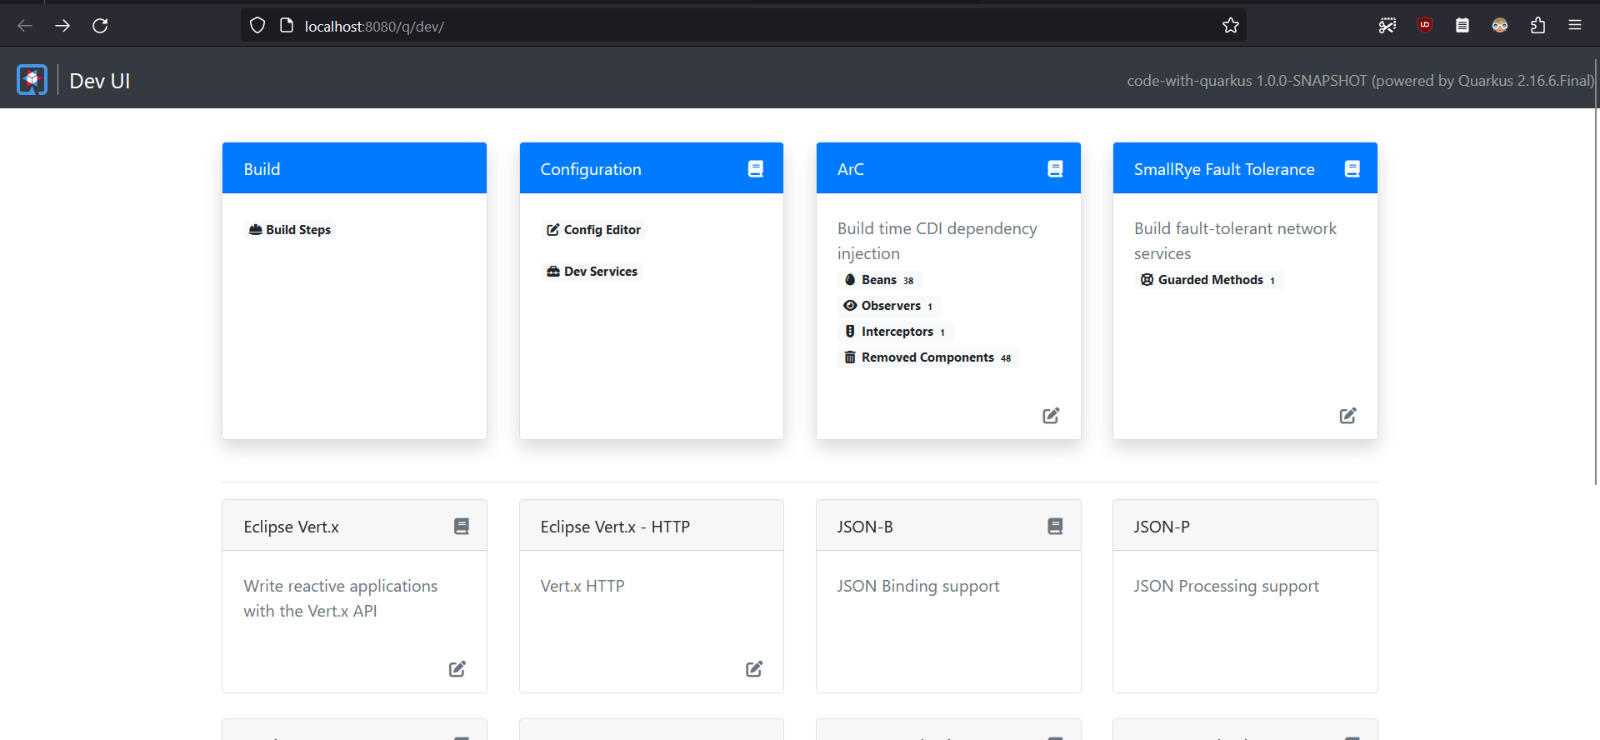 localhost:8080/q/dev/
Dev UI
code-with-quarkus 1.0.0-SNAPSHOT (powered by Quarkus 2.16.6.Final)
Build
Build Steps
Configuration
Config Editor
Dev Services
ArC
Build time CDI dependency
injection
Beans 38
Observers 1
Interceptors 1
Removed Components 48
SmallRye Fault Tolerance
Build fault-tolerant network
services
Guarded Methods 1
Eclipse Vert.x
Write reactive applications
with the Vert.x API
Eclipse Vert.x - HTTP
Vert.x HTTP
JSON-B
JSON Binding support
JSON-P
JSON Processing support